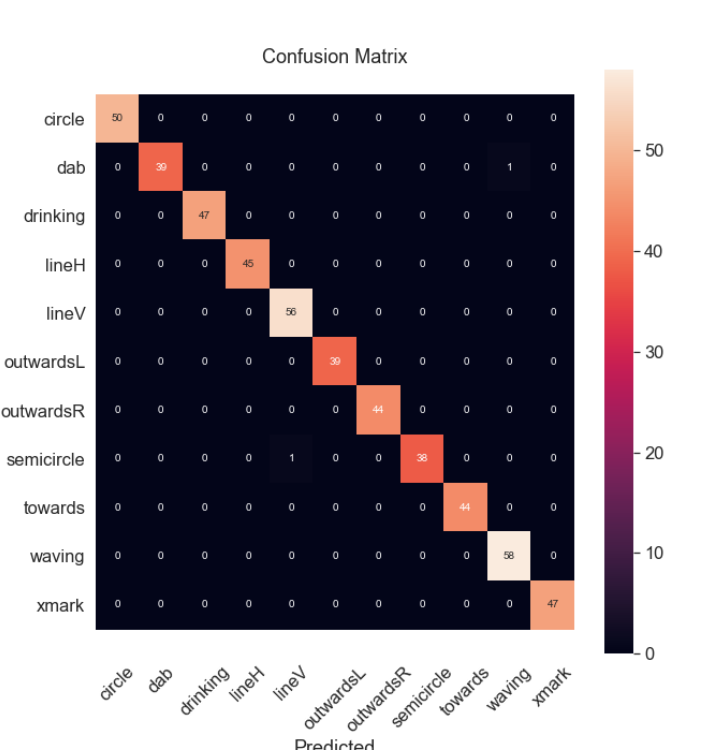 Confusion Matrix
circle 50 0 0 0 0 0 0 0 0 0 0
dab 0 39 0 0 0 0 0 0 0 1 0
drinking 0 0 47 0 0 0 0 0 0 0 0
lineH 0 0 0 45 0 0 0 0 0 0 0
lineV 0 0 0 0 56 0 0 0 0 0 0
outwardsL 0 0 0 0 0 39 0 0 0 0 0
outwardsR 0 0 0 0 0 0 44 0 0 0 0
semicircle 0 0 0 0 1 0 0 38 0 0 0
towards 0 0 0 0 0 0 0 0 44 0 0
waving 0 0 0 0 0 0 0 0 0 58 0
xmark 0 0 0 0 0 0 0 0 0 0 47
circle dab drinking lineH lineV outwardsL outwardsR semicircle towards waving xmark
Predicted
50
40
30
20
10
0